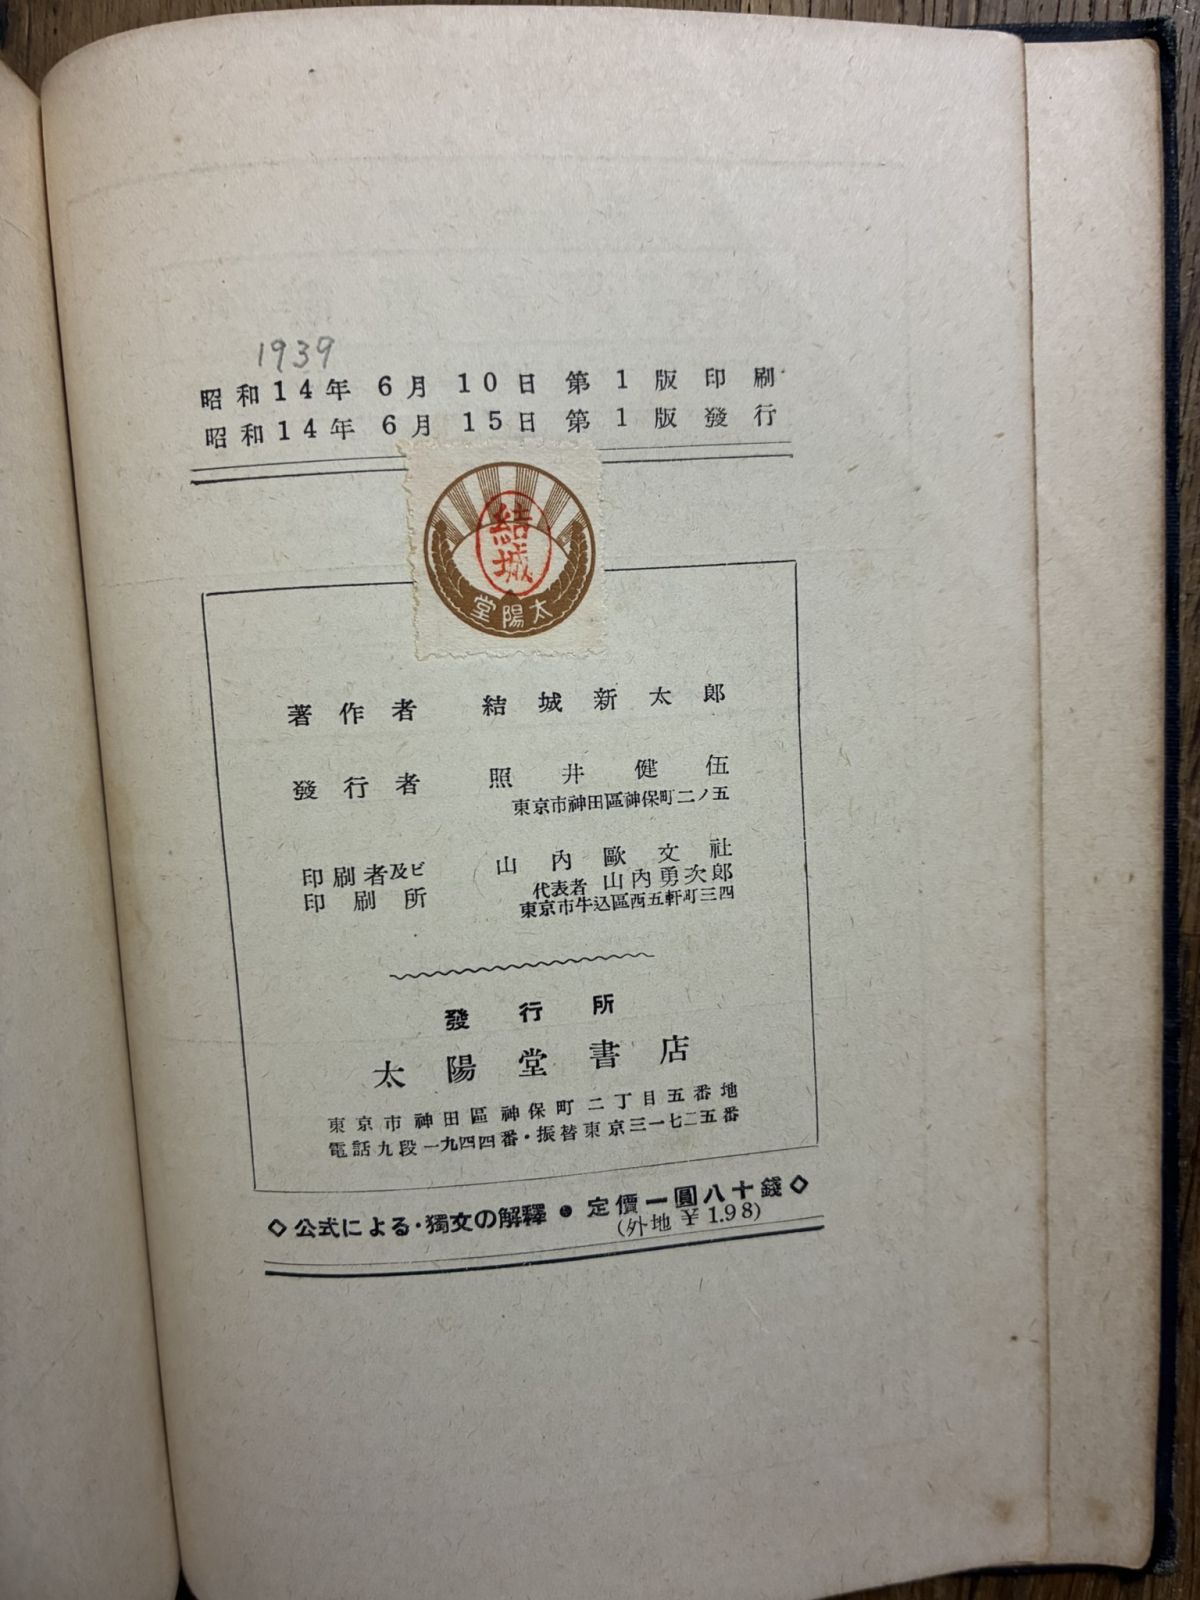 1939
昭和14年 6月 10日 第 1 版 印 刷
昭和14年 6月 15日 第 1 版 發 行
結城
太陽堂
著作者 結城新太郎
發行者 照井健伍
東京市神田區神保町二ノ五
印刷者及ビ 山内歐文社
印刷所 代表者 山内勇次郎
東京市牛込區西五軒町三四
發行所
太陽堂書店
東京市神田區神保町二丁目五番地
電話九段一九四四番・振替東京三一七二五番
◇公式による・獨文の解釋 ● 定價一圓八十錢◇
(外地 ¥ 1.98)